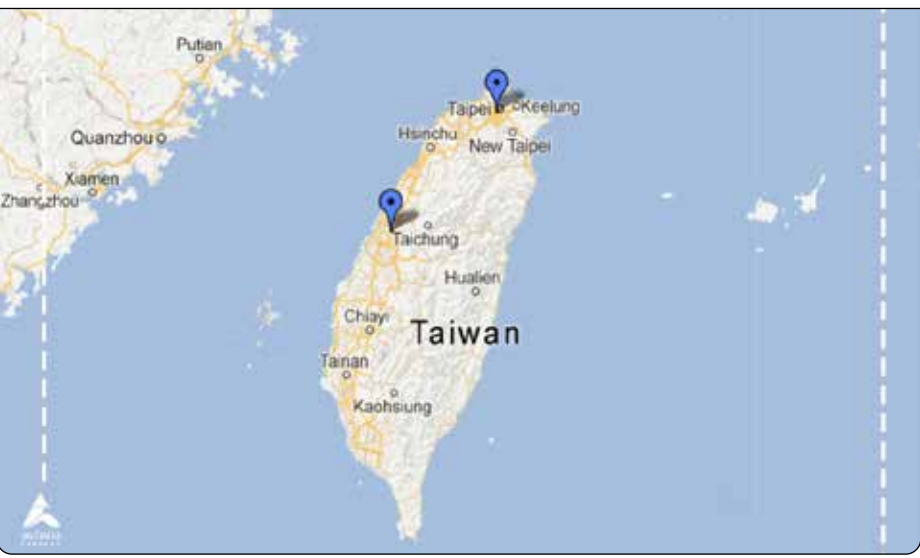 Putian
Taipei
Keelung
Quanzhou
Hsinchu
New Taipei
Xiamen
Zhangzhou
Taichung
Hualien
Chiayi
Taiwan
Tainan
Kaohsiung